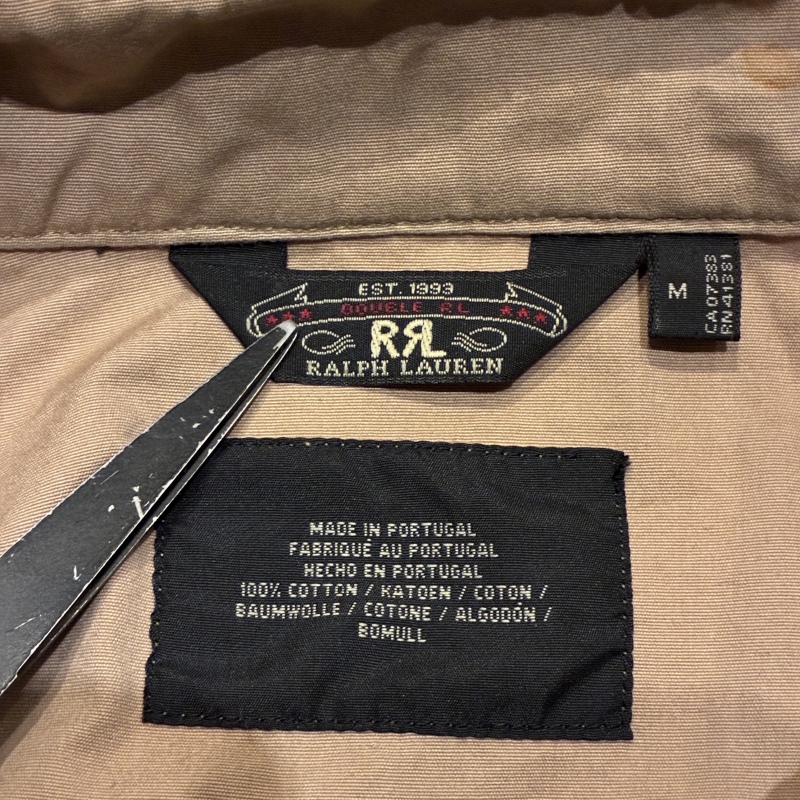 EST. 1993
DOUBLE RL
RRL
RALPH LAUREN
M
CA07383
RN41381
MADE IN PORTUGAL
FABRIQUÉ AU PORTUGAL
HECHO EN PORTUGAL
100% COTTON / KATOEN / COTON /
BAUMWOLLE / COTONE / ALGODÓN /
BOMULL